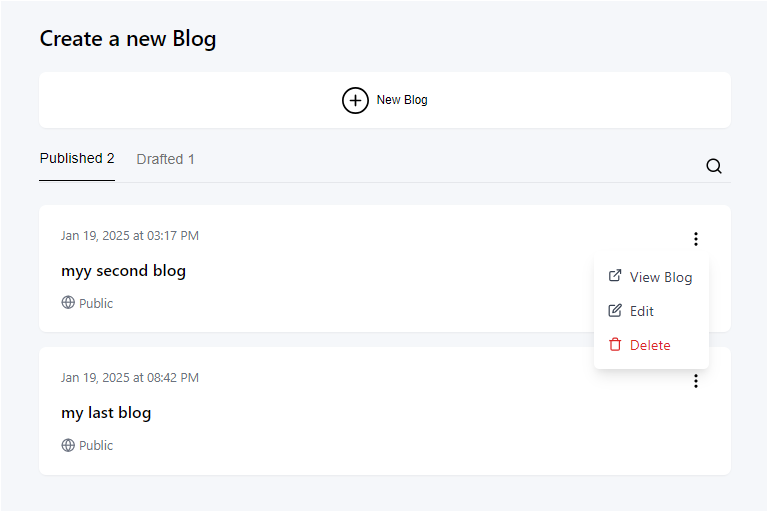 Create a new Blog
New Blog
Published 2
Drafted 1
Jan 19, 2025 at 03:17 PM
myy second blog
Public
View Blog
Edit
Delete
Jan 19, 2025 at 08:42 PM
my last blog
Public